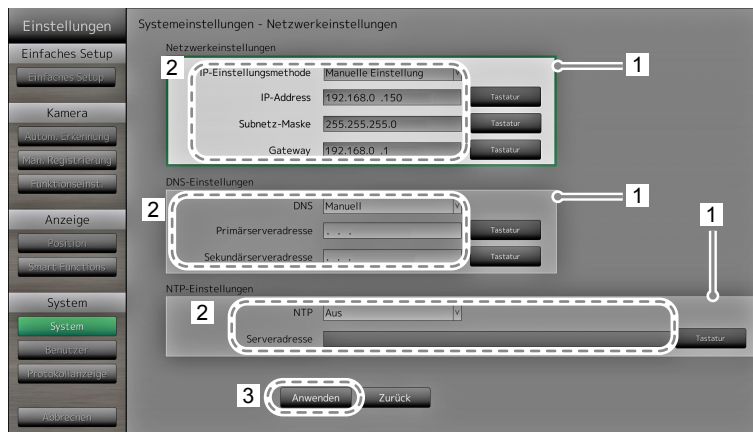 Einstellungen
Einfaches Setup
Einfaches Setup
Kamera
Autom. Erkennung
Man. Registrierung
Funktionseinst.
Anzeige
Position
Smart Functions
System
System
Benutzer
Protokollanzeige
Abbrechen
Systemeinstellungen - Netzwerkeinstellungen
Netzwerkeinstellungen
2 IP-Einstellungsmethode Manuelle Einstellung V 1
IP-Address 192.168.0 .150 Tastatur
Subnetz-Maske 255.255.255.0 Tastatur
Gateway 192.168.0 .1 Tastatur
DNS-Einstellungen
2 DNS Manuell V 1
Primärserveradresse . . . Tastatur
Sekundärserveradresse . . . Tastatur
1
NTP-Einstellungen
2 NTP Aus V
Serveradresse Tastatur
3 Anwenden Zurück